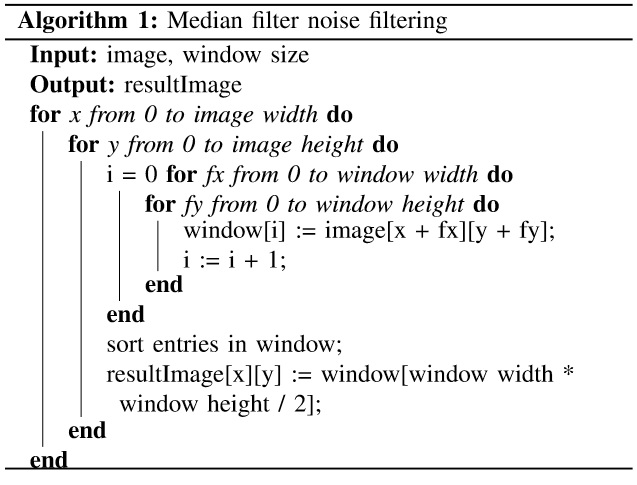 Algorithm 1: Median filter noise filtering
Input: image, window size
Output: resultImage
for x from 0 to image width do
for y from 0 to image height do
i = 0 for fx from 0 to window width do
for fy from 0 to window height do
window[i] := image[x + fx][y + fy];
i := i + 1;
end
end
sort entries in window;
resultImage[x][y] := window[window width *
window height / 2];
end
end